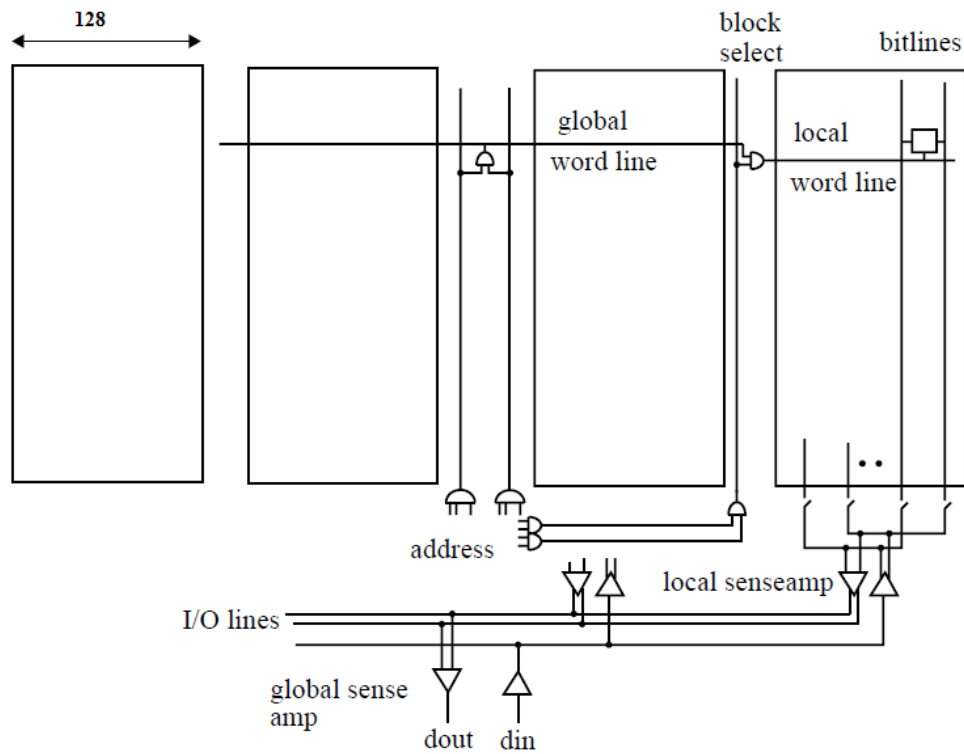 128
block
select
bitlines
global
word line
local
word line
address
local senseamp
I/O lines
global sense
amp
dout
din